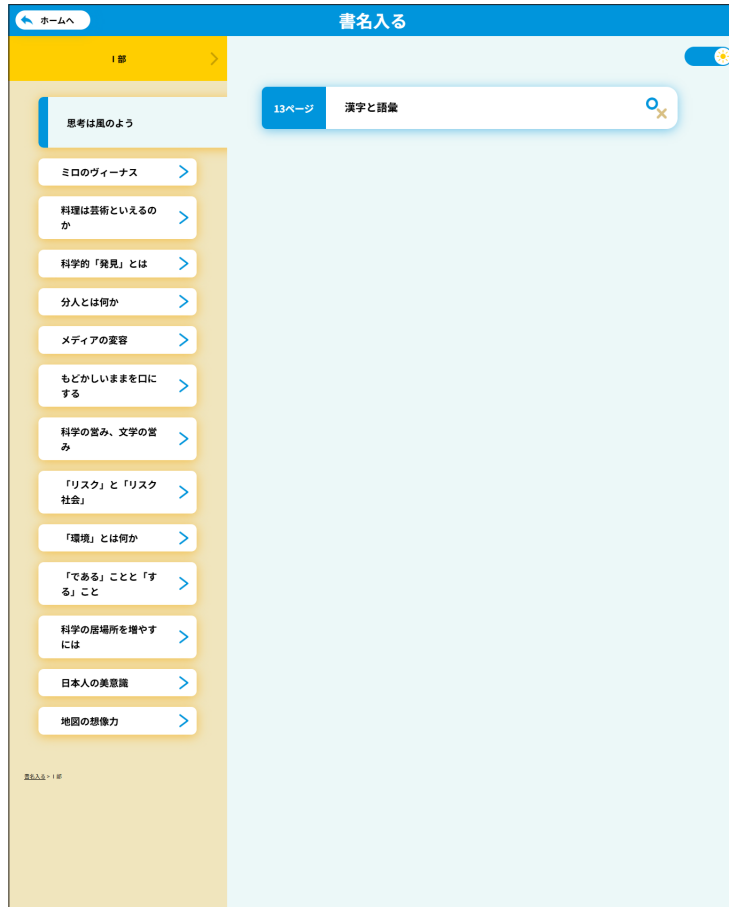 ホームへ
書名入る
Ⅰ部
思考は風のよう
ミロのヴィーナス
料理は芸術といえるの
か
科学的「発見」とは
分人とは何か
メディアの変容
もどかしいままを口に
する
科学の営み、文学の営
み
「リスク」と「リスク
社会」
「環境」とは何か
「である」ことと「す
る」こと
科学の居場所を増やす
には
日本人の美意識
地図の想像力
書名入る > Ⅰ部
13ページ
漢字と語彙